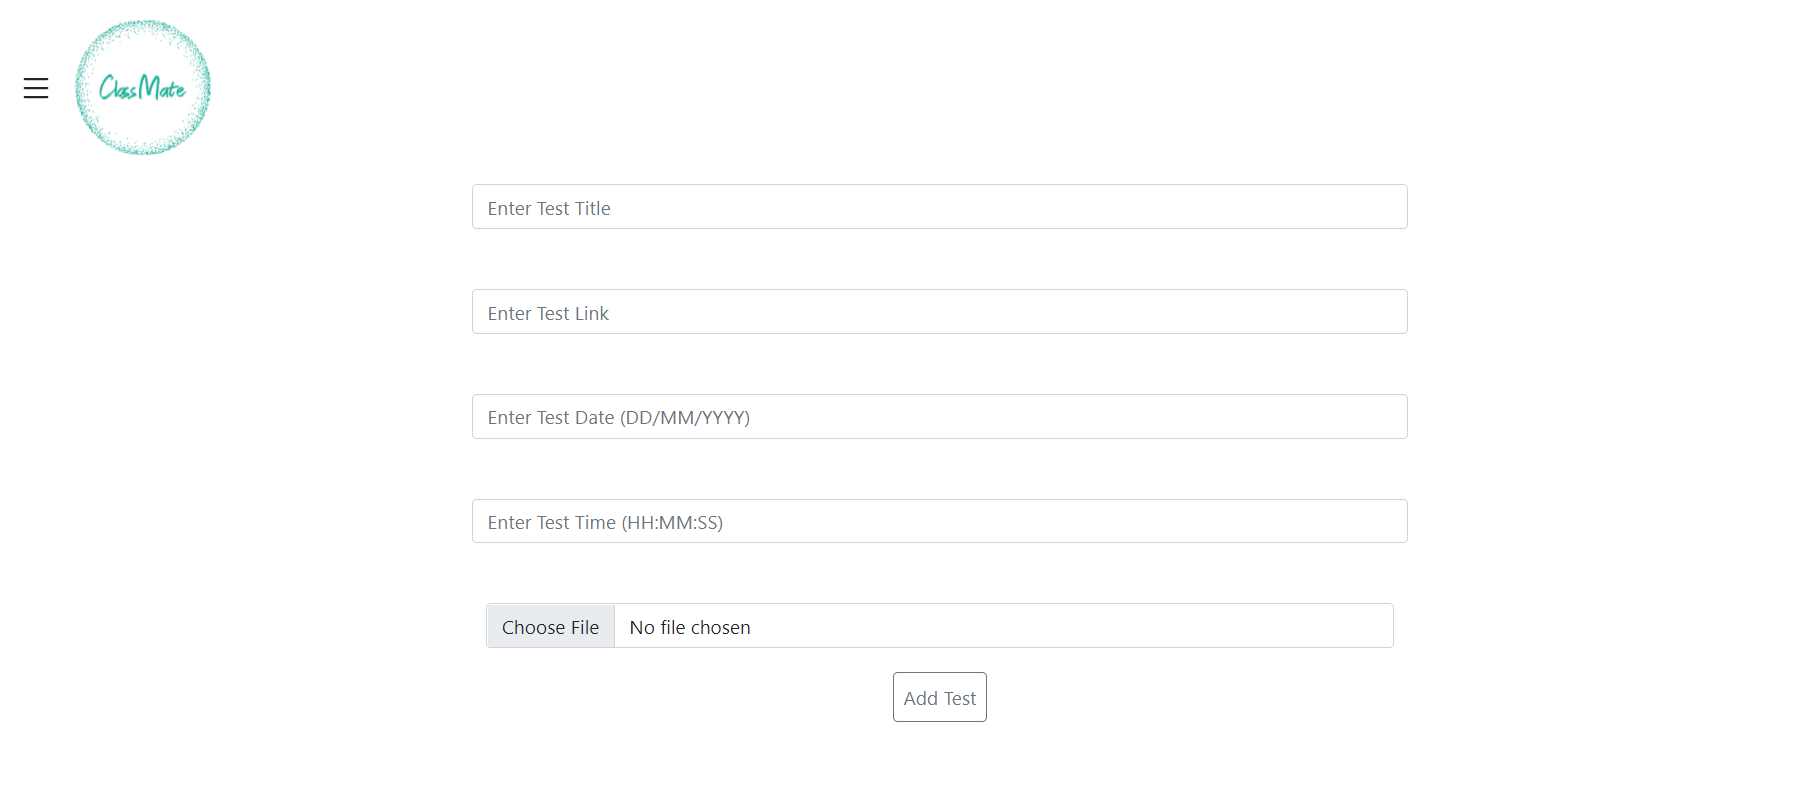 ClassMate
Enter Test Title
Enter Test Link
Enter Test Date (DD/MM/YYYY)
Enter Test Time (HH:MM:SS)
Choose File No file chosen
Add Test